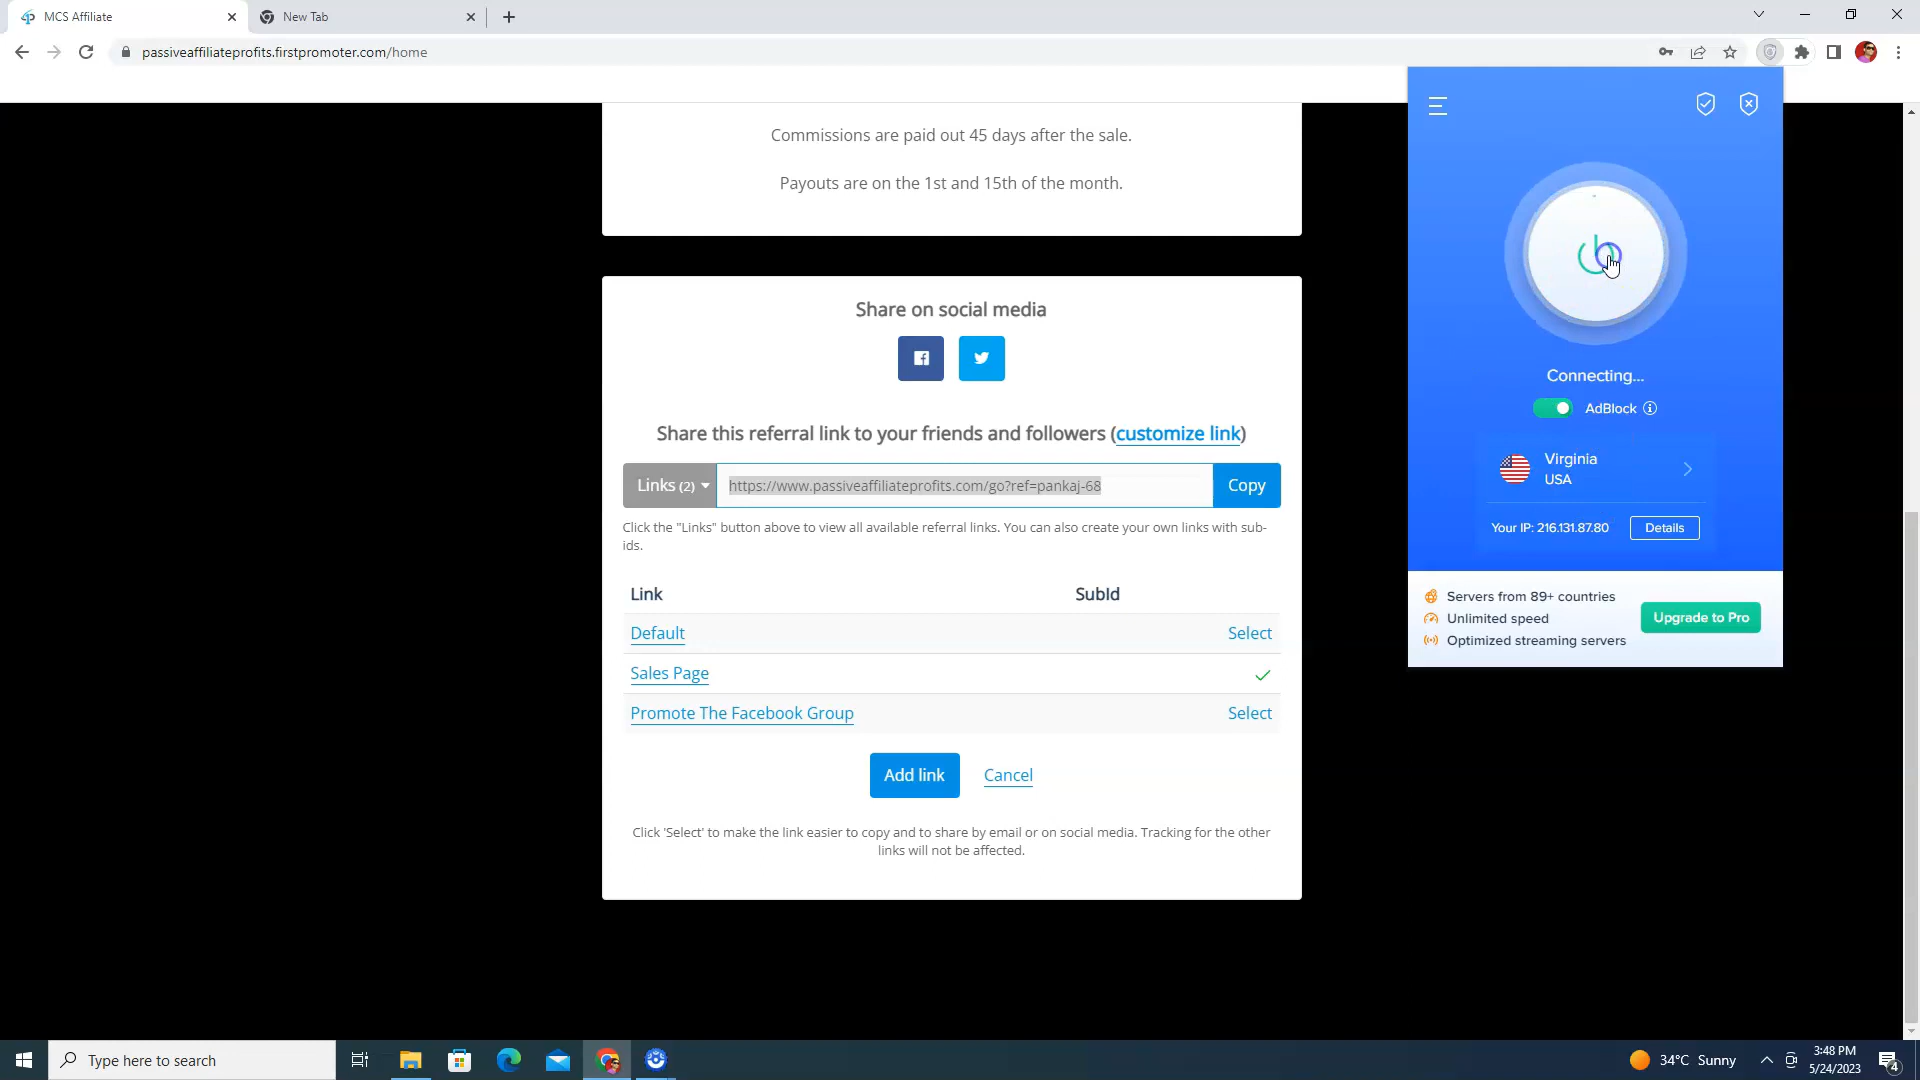 MCS Affiliate
New Tab
passiveaffiliateprofits.firstpromoter.com/home
Commissions are paid out 45 days after the sale.
Payouts are on the 1st and 15th of the month.
Share on social media
Share this referral link to your friends and followers (customize link)
Links (2)
https://www.passiveaffiliateprofits.com/go?ref=pankaj-68
Copy
Click the "Links" button above to view all available referral links. You can also create your own links with sub-
ids.
Link SubId
Default Select
Sales Page
Promote The Facebook Group Select
Add link Cancel
Click 'Select' to make the link easier to copy and to share by email or on social media. Tracking for the other
links will not be affected.
Connecting...
AdBlock
Virginia
USA
Your IP: 216.131.87.80 Details
Servers from 89+ countries
Unlimited speed
Optimized streaming servers
Upgrade to Pro
Type here to search
34°C Sunny
3:48 PM
5/24/2023
4